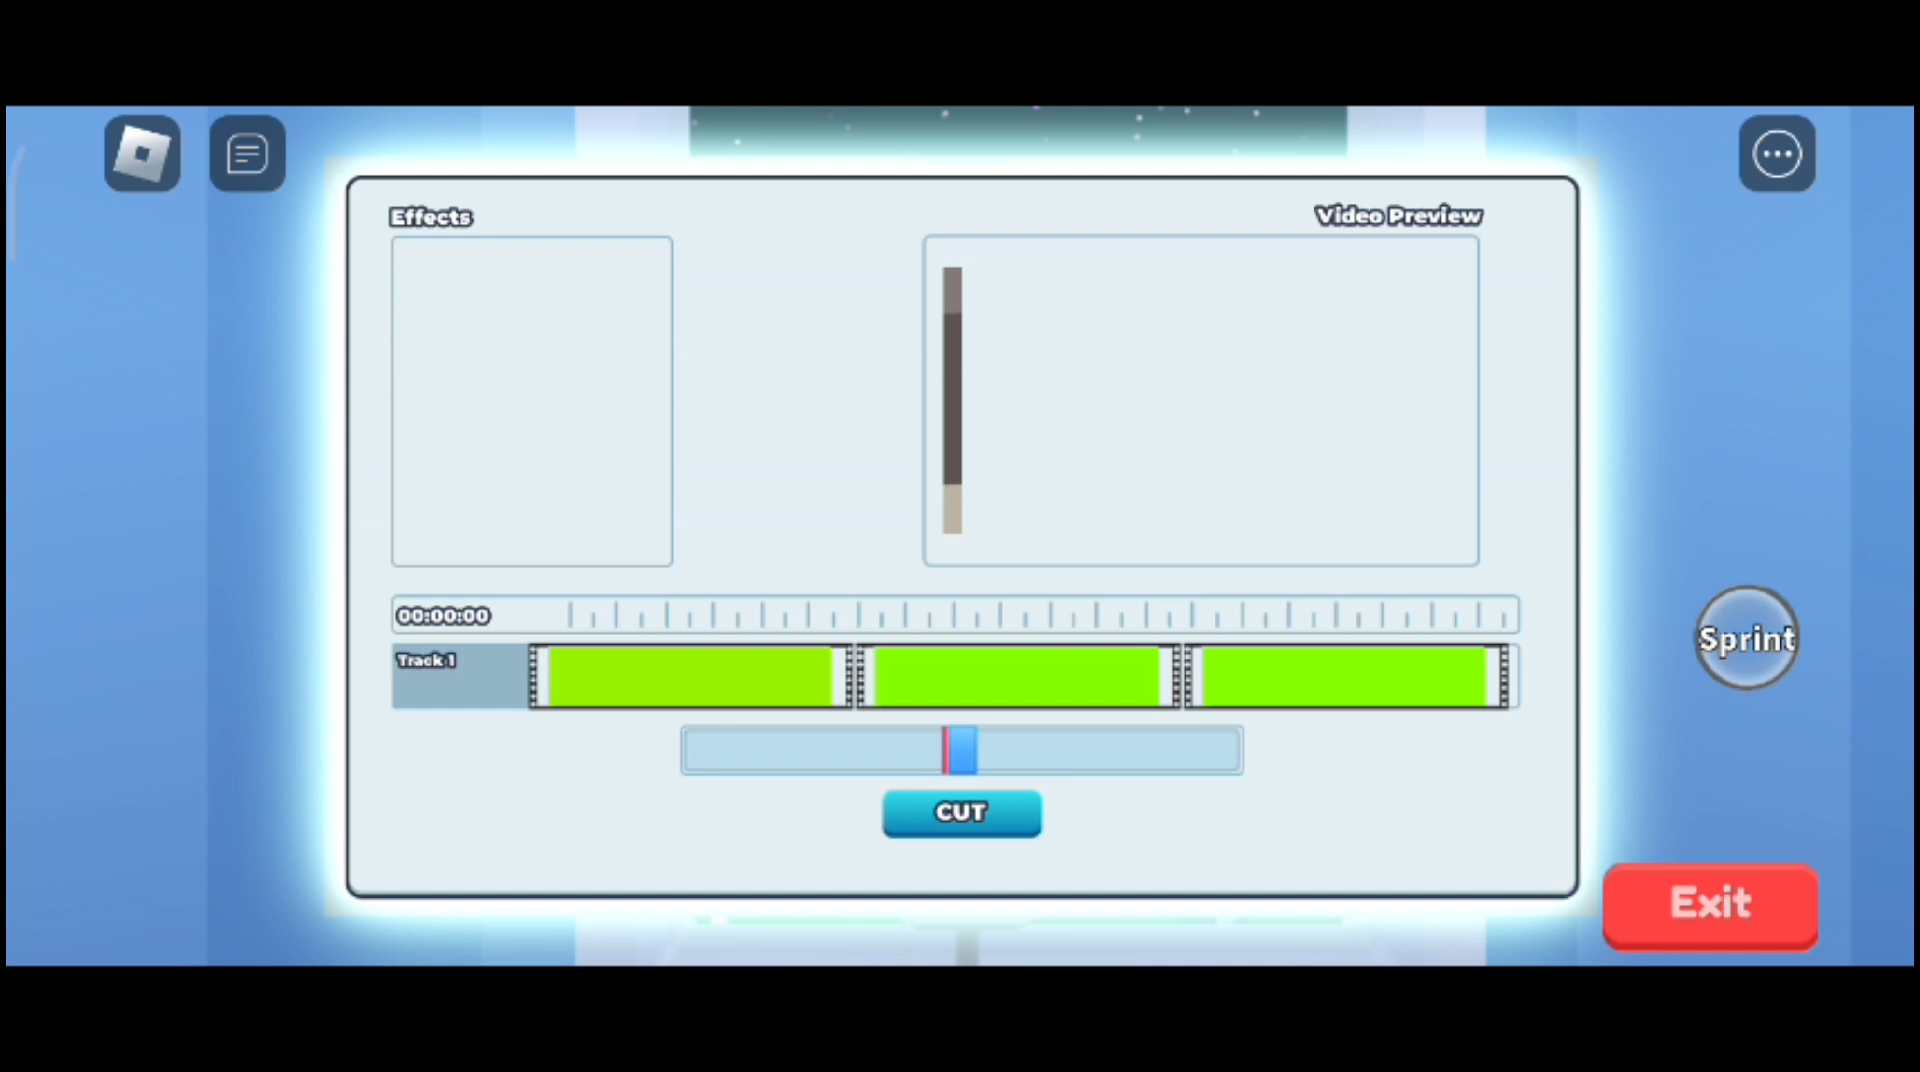 Effects
Video Preview
00:00:00
Track 1
CUT
Sprint
Exit